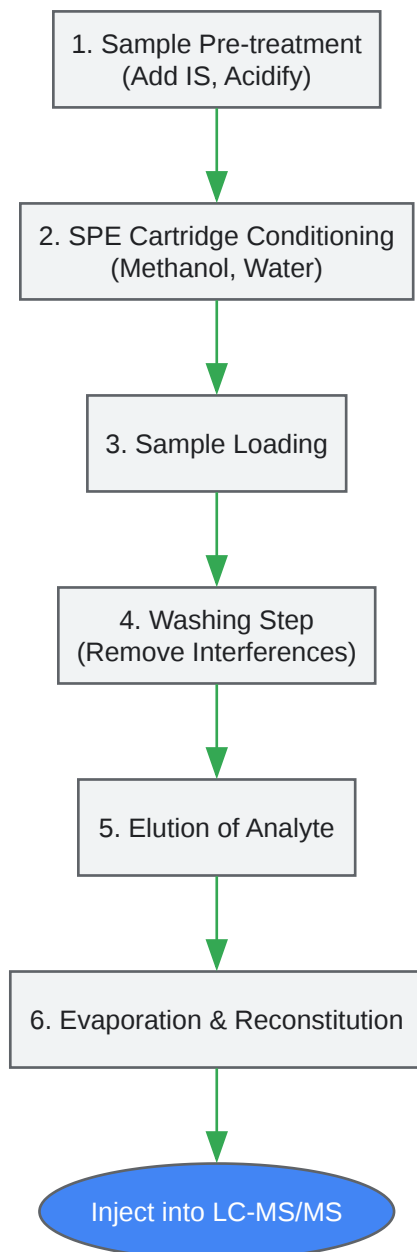 1. Sample Pre-treatment
(Add IS, Acidify)
2. SPE Cartridge Conditioning
(Methanol, Water)
3. Sample Loading
4. Washing Step
(Remove Interferences)
5. Elution of Analyte
6. Evaporation & Reconstitution
Inject into LC-MS/MS